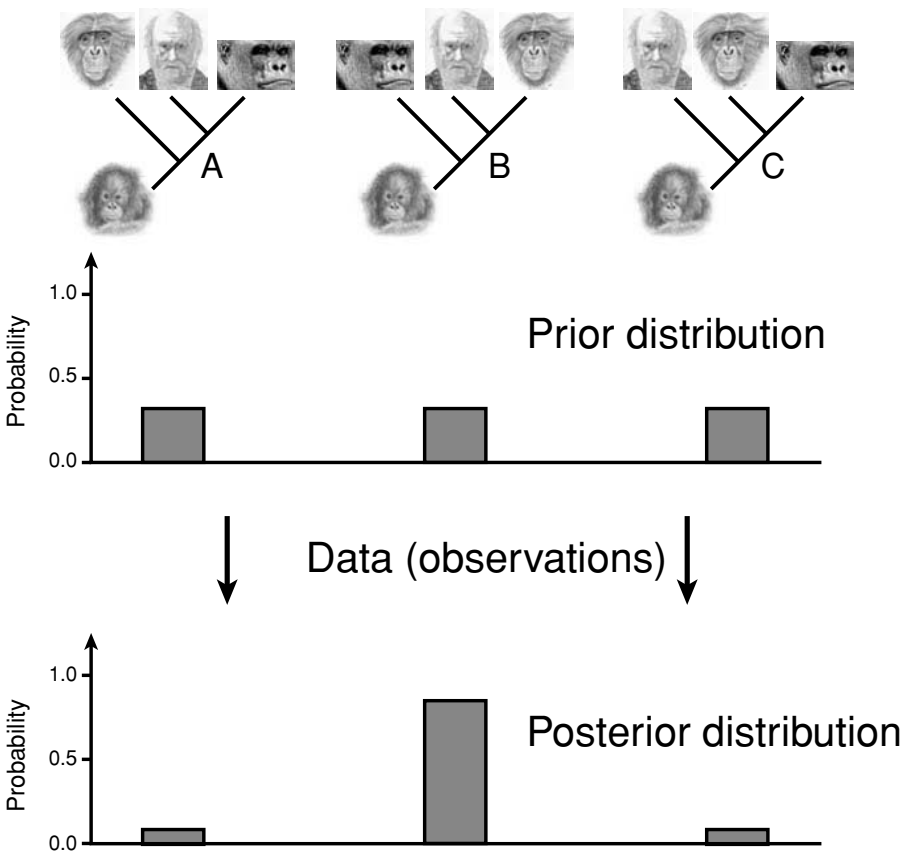 A
B
C
Probability
1.0
0.5
0.0
Prior distribution
Data (observations)
Probability
1.0
0.5
0.0
Posterior distribution